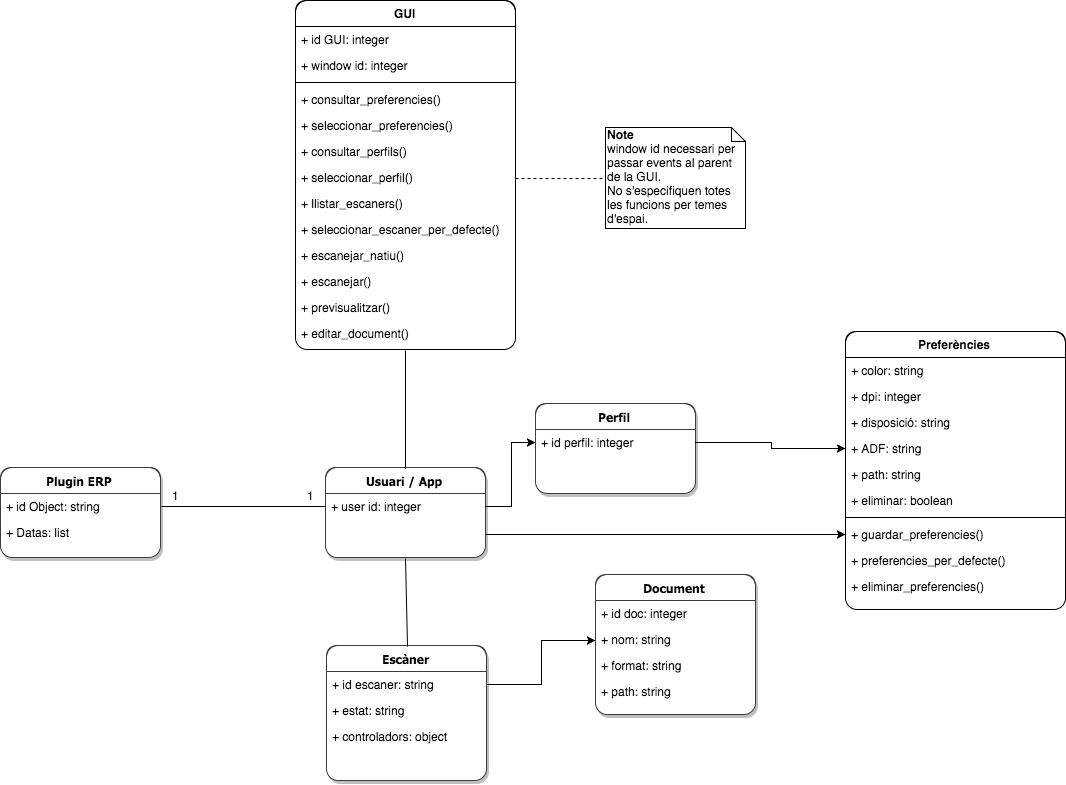 GUI
+ id GUI: integer
+ window id: integer
+ consultar_preferencies()
+ seleccionar_preferencies()
+ consultar_perfils()
+ seleccionar_perfil()
+ llistar_escaners()
+ seleccionar_escaner_per_defecte()
+ escanejar_natiu()
+ escanejar()
+ previsualitzar()
+ editar_document()
Note
window id necessari per
passar events al parent
de la GUI.
No s'especifiquen totes
les funcions per temes
d'espai.
Preferències
+ color: string
+ dpi: integer
+ disposició: string
+ ADF: string
+ path: string
+ eliminar: boolean
+ guardar_preferencies()
+ preferencies_per_defecte()
+ eliminar_preferencies()
Perfil
+ id perfil: integer
Plugin ERP
+ id Object: string
+ Datas: list
1
1
Usuari / App
+ user id: integer
Document
+ id doc: integer
+ nom: string
+ format: string
+ path: string
Escàner
+ id escaner: string
+ estat: string
+ controladors: object